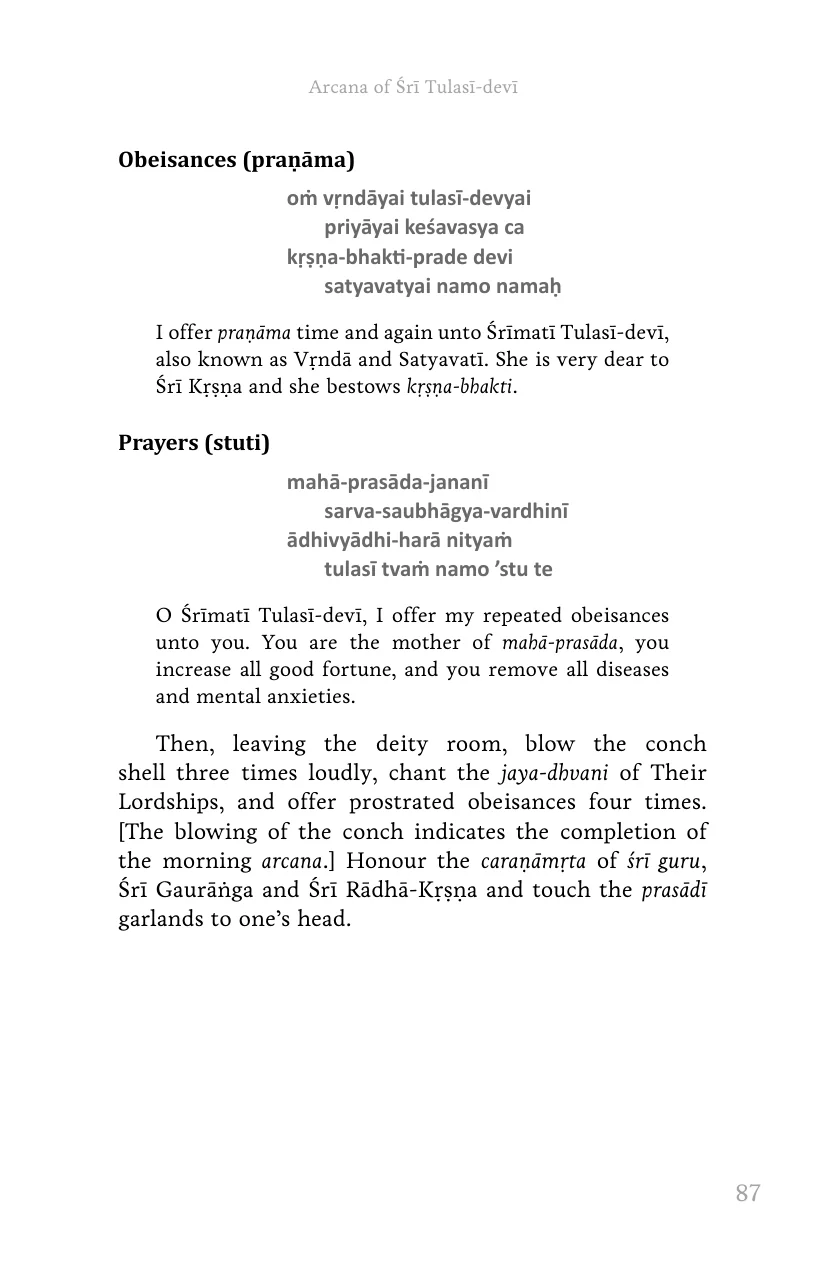 Arcana of Śrī Tulasī-devī
Obeisances (praṇāma)
oṁ vṛndāyai tulasī-devyai
priyāyai keśavasya ca
kṛṣṇa-bhakti-prade devi
satyavatyai namo namaḥ
I offer praṇāma time and again unto Śrīmatī Tulasī-devī,
also known as Vṛndā and Satyavatī. She is very dear to
Śrī Kṛṣṇa and she bestows kṛṣṇa-bhakti.
Prayers (stuti)
mahā-prasāda-jananī
sarva-saubhāgya-vardhinī
ādhivyādhi-harā nityaṁ
tulasī tvaṁ namo ’stu te
O Śrīmatī Tulasī-devī, I offer my repeated obeisances
unto you. You are the mother of mahā-prasāda, you
increase all good fortune, and you remove all diseases
and mental anxieties.
Then, leaving the deity room, blow the conch
shell three times loudly, chant the jaya-dhvani of Their
Lordships, and offer prostrated obeisances four times.
[The blowing of the conch indicates the completion of
the morning arcana.] Honour the caraṇāmṛta of śrī guru,
Śrī Gaurāṅga and Śrī Rādhā-Kṛṣṇa and touch the prasādī
garlands to one’s head.
87